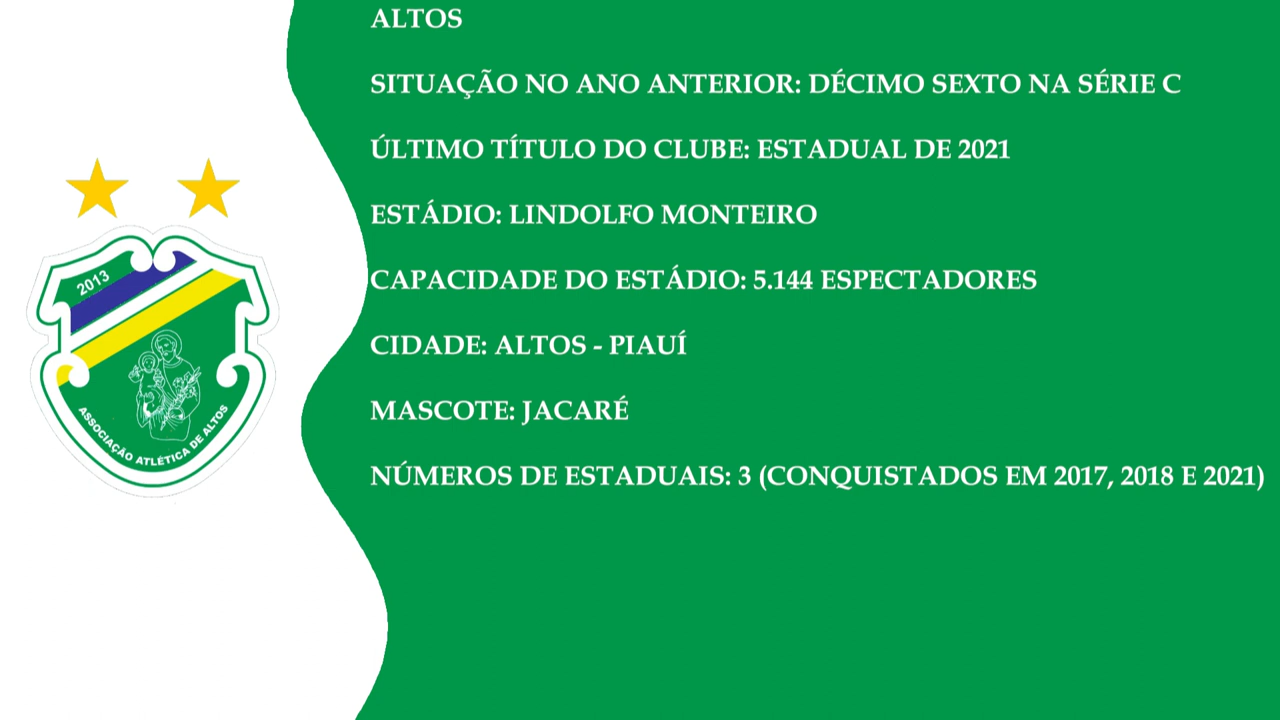 ALTOS
SITUAÇÃO NO ANO ANTERIOR: DÉCIMO SEXTO NA SÉRIE C
ÚLTIMO TÍTULO DO CLUBE: ESTADUAL DE 2021
ESTÁDIO: LINDOLFO MONTEIRO
CAPACIDADE DO ESTÁDIO: 5.144 ESPECTADORES
CIDADE: ALTOS - PIAUÍ
MASCOTE: JACARÉ
NÚMEROS DE ESTADUAIS: 3 (CONQUISTADOS EM 2017, 2018 E 2021)
2013
ASSOCIAÇÃO ATLÉTICA DE ALTOS